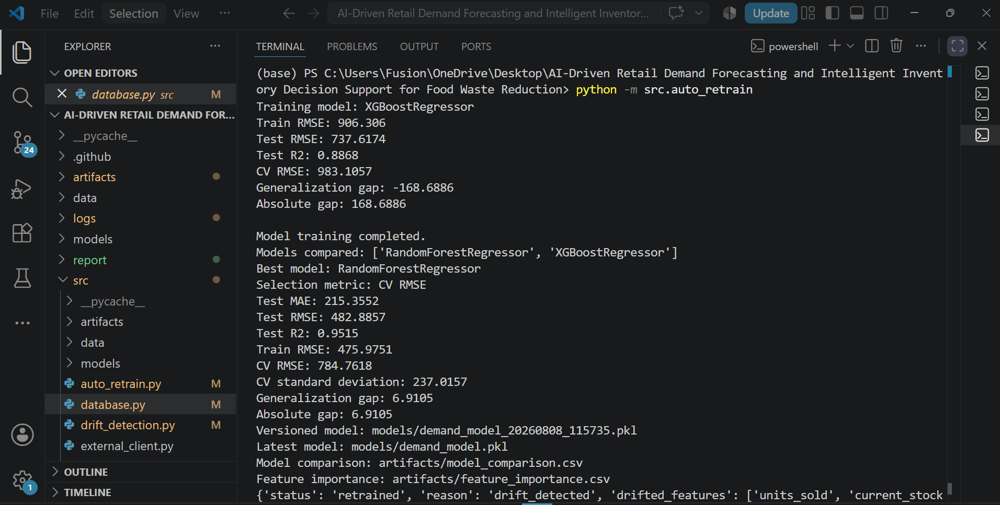 File Edit Selection View
AI-Driven Retail Demand Forecasting and Intelligent Inventor...
Update
EXPLORER
OPEN EDITORS
database.py src M
AI-DRIVEN RETAIL DEMAND FOR...
__pycache__
.github
artifacts
data
logs
models
report
src
__pycache__
artifacts
data
models
auto_retrain.py M
database.py M
drift_detection.py M
external_client.py
OUTLINE
TIMELINE
24
1
TERMINAL PROBLEMS OUTPUT PORTS
powershell
(base) PS C:\Users\Fusion\OneDrive\Desktop\AI-Driven Retail Demand Forecasting and Intelligent Invent
ory Decision Support for Food Waste Reduction> python -m src.auto_retrain
Training model: XGBoostRegressor
Train RMSE: 906.306
Test RMSE: 737.6174
Test R2: 0.8868
CV RMSE: 983.1057
Generalization gap: -168.6886
Absolute gap: 168.6886
Model training completed.
Models compared: ['RandomForestRegressor', 'XGBoostRegressor']
Best model: RandomForestRegressor
Selection metric: CV RMSE
Test MAE: 215.3552
Test RMSE: 482.8857
Test R2: 0.9515
Train RMSE: 475.9751
CV RMSE: 784.7618
CV standard deviation: 237.0157
Generalization gap: 6.9105
Absolute gap: 6.9105
Versioned model: models/demand_model_20260808_115735.pkl
Latest model: models/demand_model.pkl
Model comparison: artifacts/model_comparison.csv
Feature importance: artifacts/feature_importance.csv
{'status': 'retrained', 'reason': 'drift_detected', 'drifted_features': ['units_sold', 'current_stock